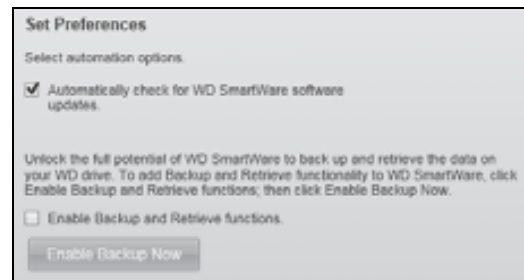 Set Preferences
Select automation options.
Automatically check for WD SmartWare software
updates.
Unlock the full potential of WD SmartWare to back up and retrieve the data on
your WD drive. To add Backup and Retrieve functionality to WD SmartWare, click
Enable Backup and Retrieve functions; then click Enable Backup Now.
Enable Backup and Retrieve functions.
Enable Backup Now